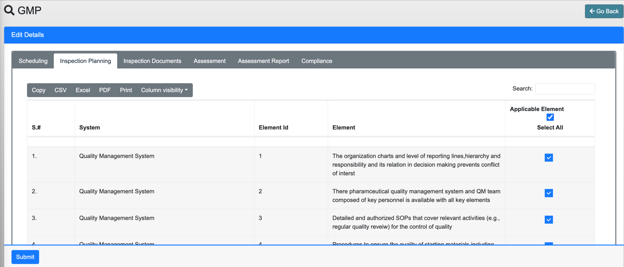 GMP
Go Back
Edit Details
Scheduling Inspection Planning Inspection Documents Assessment Assessment Report Compliance
Copy CSV Excel PDF Print Column visibility
Search:
Applicable Element
S.# System Element Id Element Select All
1. Quality Management System 1 The organization charts and level of reporting lines,hierarchy and
responsibility and its relation in decision making prevents conflict
of interst
2. Quality Management System 2 There pharamceutical quality management system and QM team
composed of key personnel is available with all key elements
3. Quality Management System 3 Detailed and authorized SOPs that cover relevant activities (e.g.,
regular quality reveiw) for the control of quality
4. Quality Management System 4 Procedures to ensure the quality of starting materials including
Submit